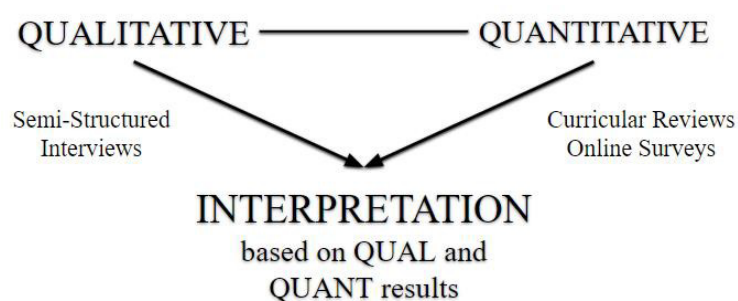 QUALITATIVE
QUANTITATIVE
Semi-Structured
Interviews
Curricular Reviews
Online Surveys
INTERPRETATION
based on QUAL and
QUANT results